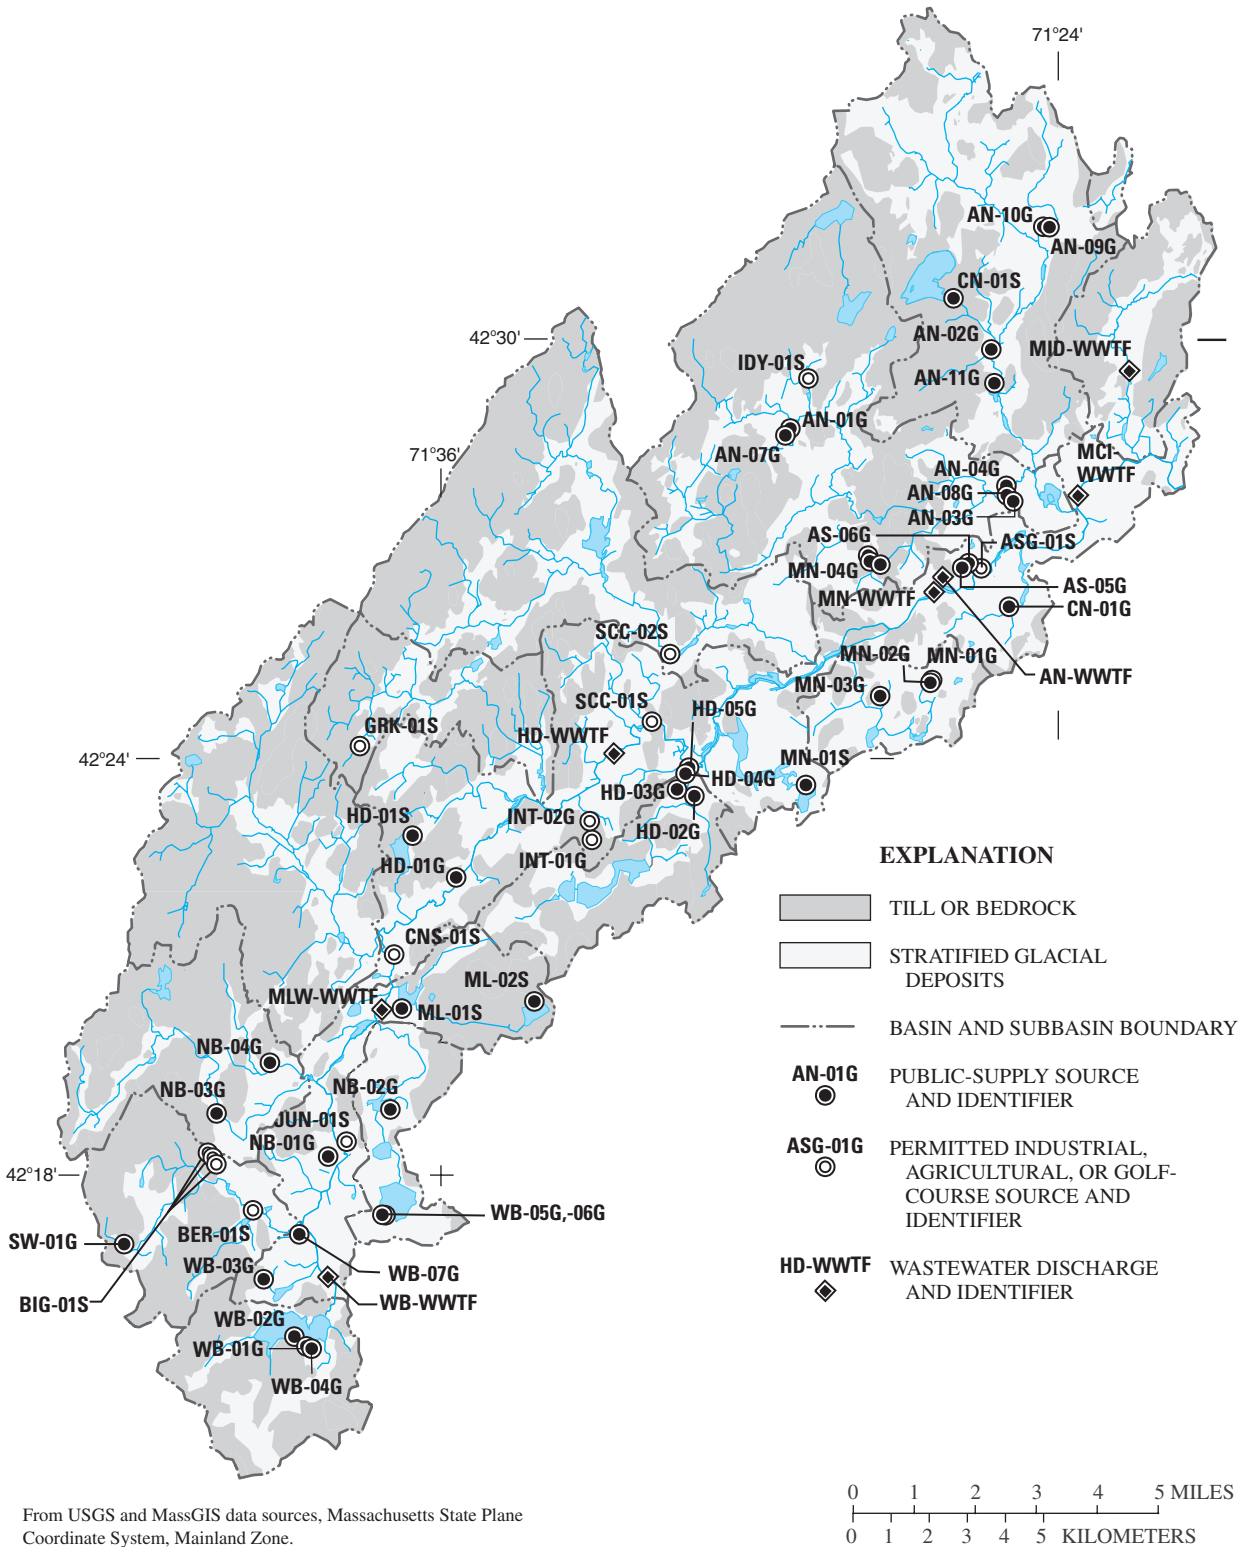 71°24'
AN-10G
AN-09G
CN-01S
AN-02G
MID-WWTF
42°30'
IDY-01S
AN-11G
AN-01G
AN-07G
71°36'
MCI-
WWTF
AN-04G
AN-08G
AN-03G
AS-06G
ASG-01S
MN-04G
AS-05G
MN-WWTF
CN-01G
SCC-02S
MN-02G
MN-01G
AN-WWTF
MN-03G
SCC-01S
HD-05G
GRK-01S
HD-WWTF
42°24'
MN-01S
HD-04G
HD-03G
HD-01S
INT-02G
HD-02G
INT-01G
HD-01G
CNS-01S
ML-02S
MLW-WWTF
ML-01S
NB-04G
NB-03G
NB-02G
JUN-01S
NB-01G
42°18'
WB-05G,-06G
BER-01S
SW-01G
WB-03G
WB-07G
BIG-01S
WB-WWTF
WB-02G
WB-01G
WB-04G
EXPLANATION
TILL OR BEDROCK
STRATIFIED GLACIAL
DEPOSITS
BASIN AND SUBBASIN BOUNDARY
AN-01G
PUBLIC-SUPPLY SOURCE
AND IDENTIFIER
ASG-01G
PERMITTED INDUSTRIAL,
AGRICULTURAL, OR GOLF-
COURSE SOURCE AND
IDENTIFIER
HD-WWTF
WASTEWATER DISCHARGE
AND IDENTIFIER
0 1 2 3 4 5 MILES
0 1 2 3 4 5 KILOMETERS
From USGS and MassGIS data sources, Massachusetts State Plane
Coordinate System, Mainland Zone.